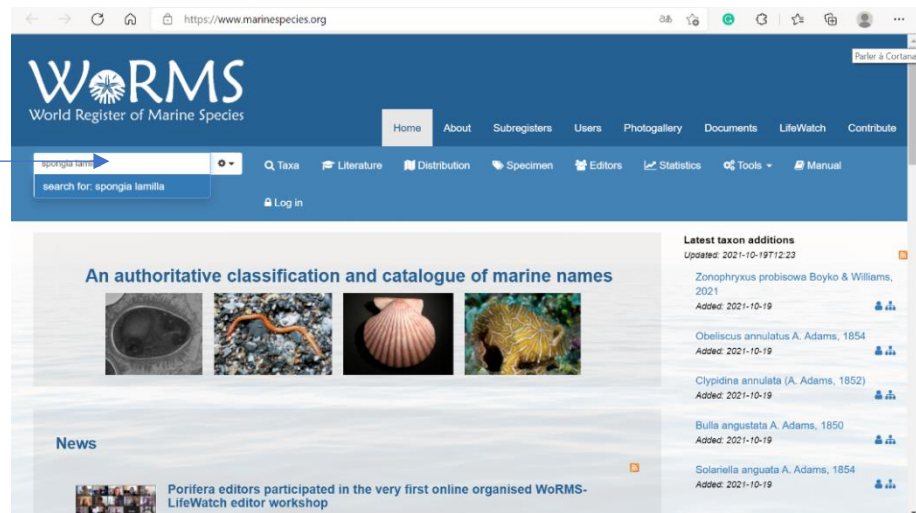 https://www.marinespecies.org
Parler à Cortana
WoRMS
World Register of Marine Species
Home About Subregisters Users Photogallery Documents LifeWatch Contribute
spongia lamilla
Taxa Literature Distribution Specimen Editors Statistics Tools Manual
search for: spongia lamilla
Log in
An authoritative classification and catalogue of marine names
News
Porifera editors participated in the very first online organised WoRMS-
LifeWatch editor workshop
Latest taxon additions
Updated: 2021-10-19T12:23
Zonophryxus probisowa Boyko & Williams,
2021
Added: 2021-10-19
Obeliscus annulatus A. Adams, 1854
Added: 2021-10-19
Clypidina annulata (A. Adams, 1852)
Added: 2021-10-19
Bulla angustata A. Adams, 1850
Added: 2021-10-19
Solariella anguata A. Adams, 1854
Added: 2021-10-19